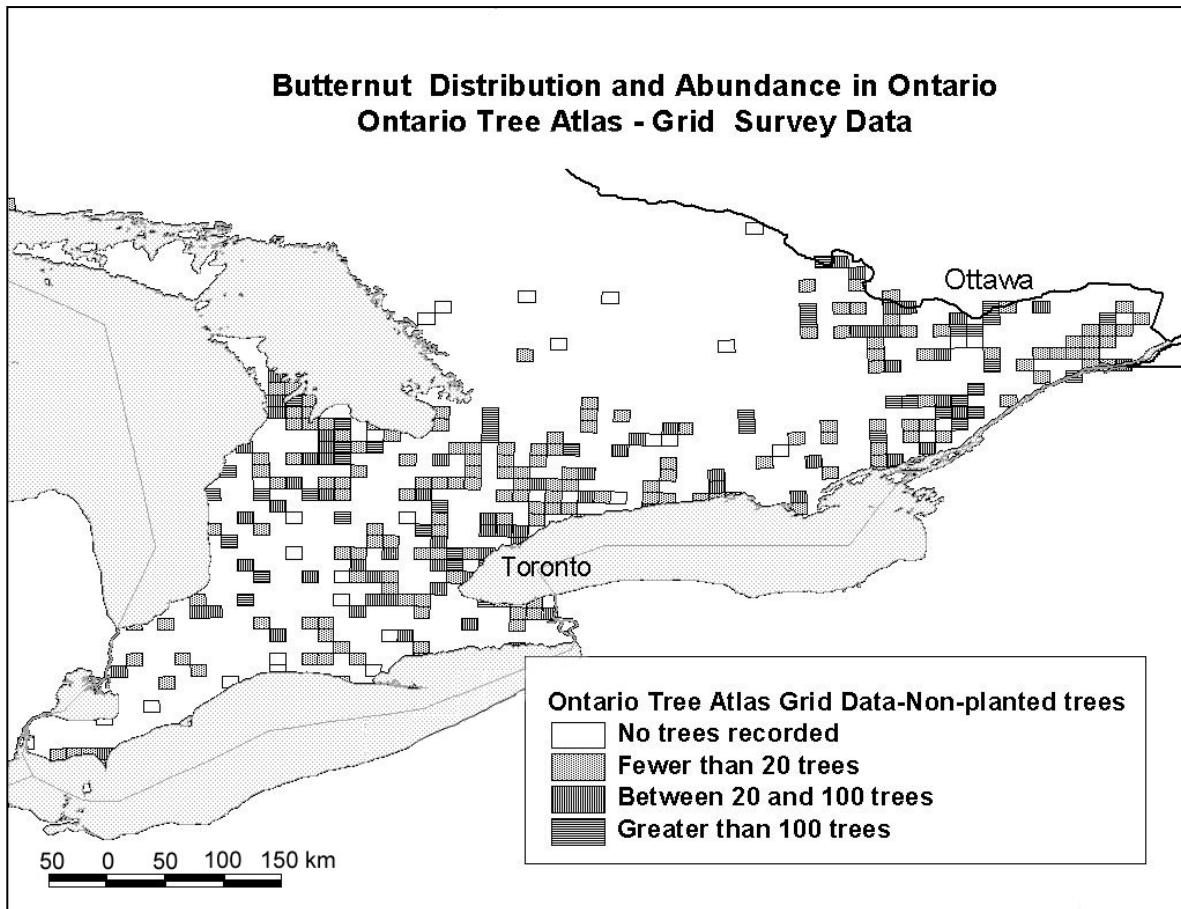 Butternut Distribution and Abundance in Ontario
Ontario Tree Atlas - Grid Survey Data
Ottawa
Toronto
Ontario Tree Atlas Grid Data-Non-planted trees
No trees recorded
Fewer than 20 trees
Between 20 and 100 trees
Greater than 100 trees
50 0 50 100 150 km